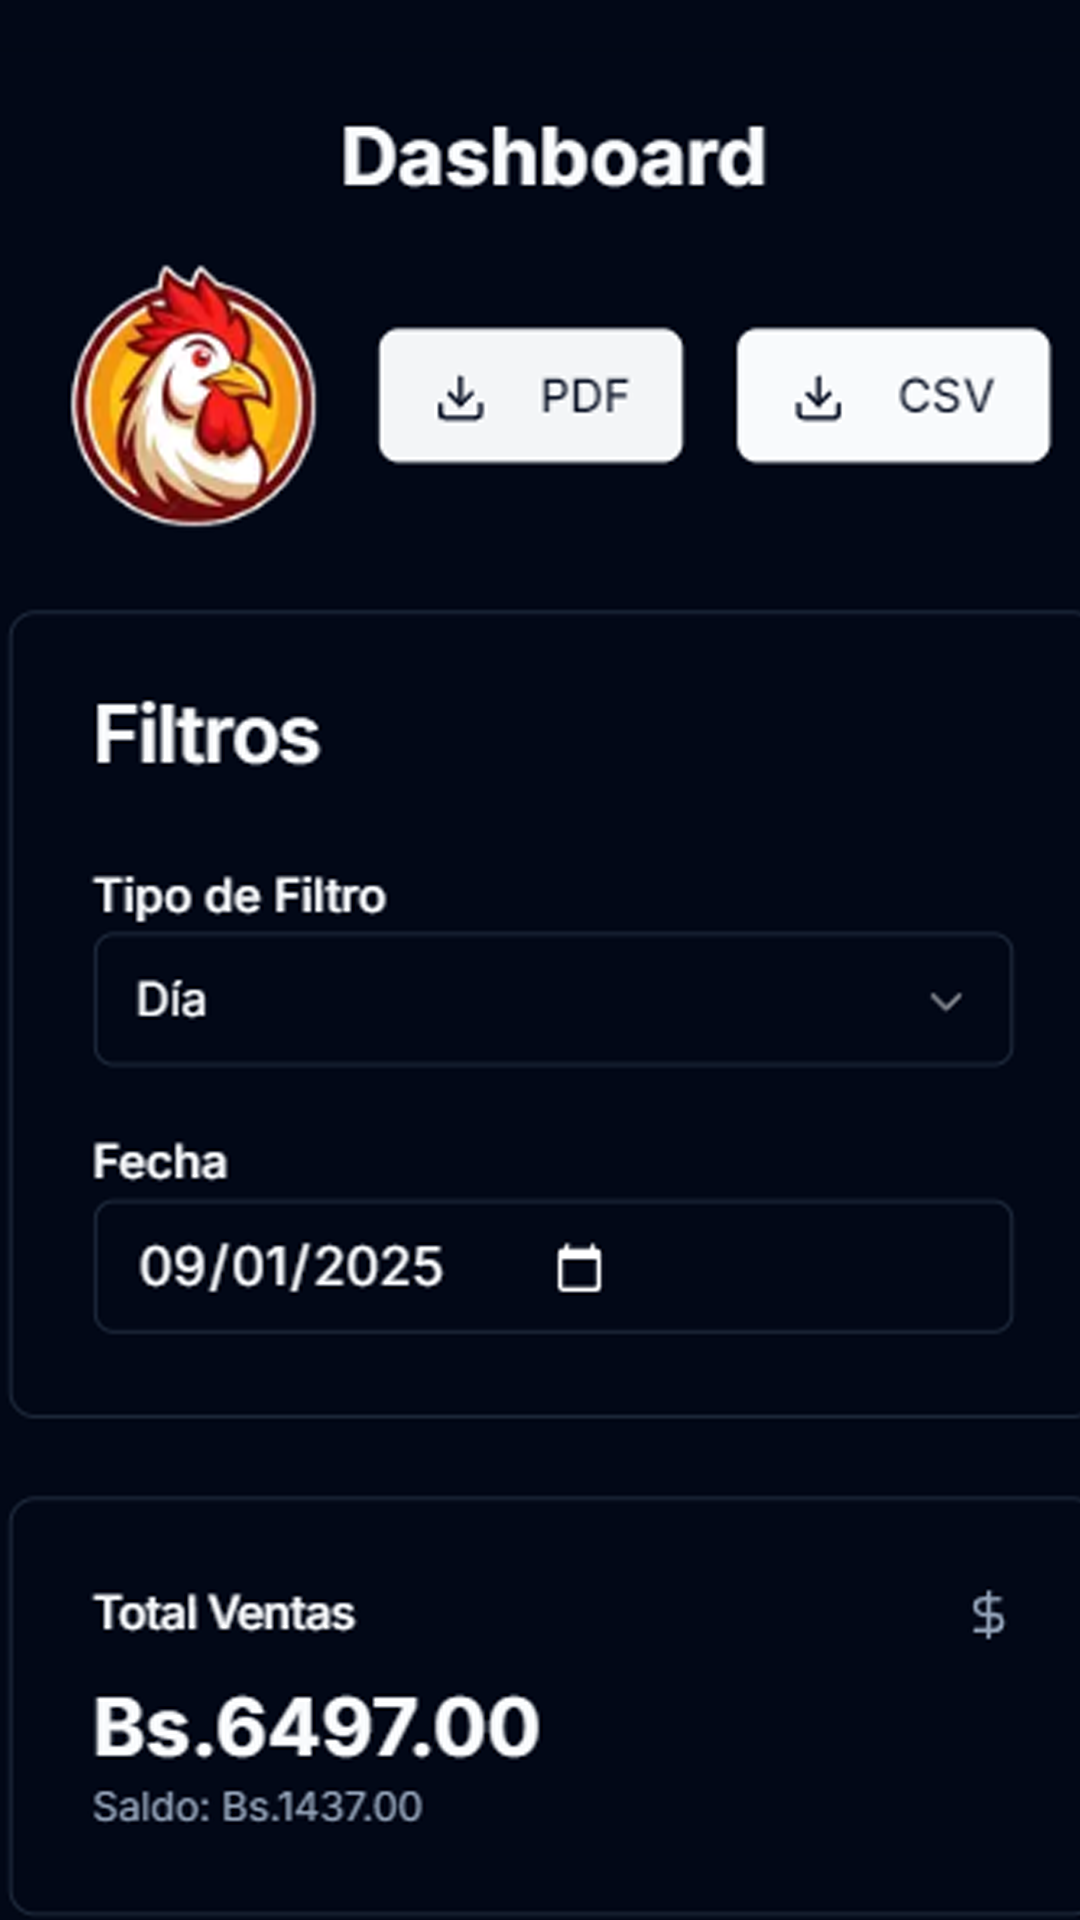 Dashboard
PDF CSV
Filtros
Tipo de Filtro
Día
Fecha
09/01/2025
Total Ventas $
Bs.6497.00
Saldo: Bs.1437.00